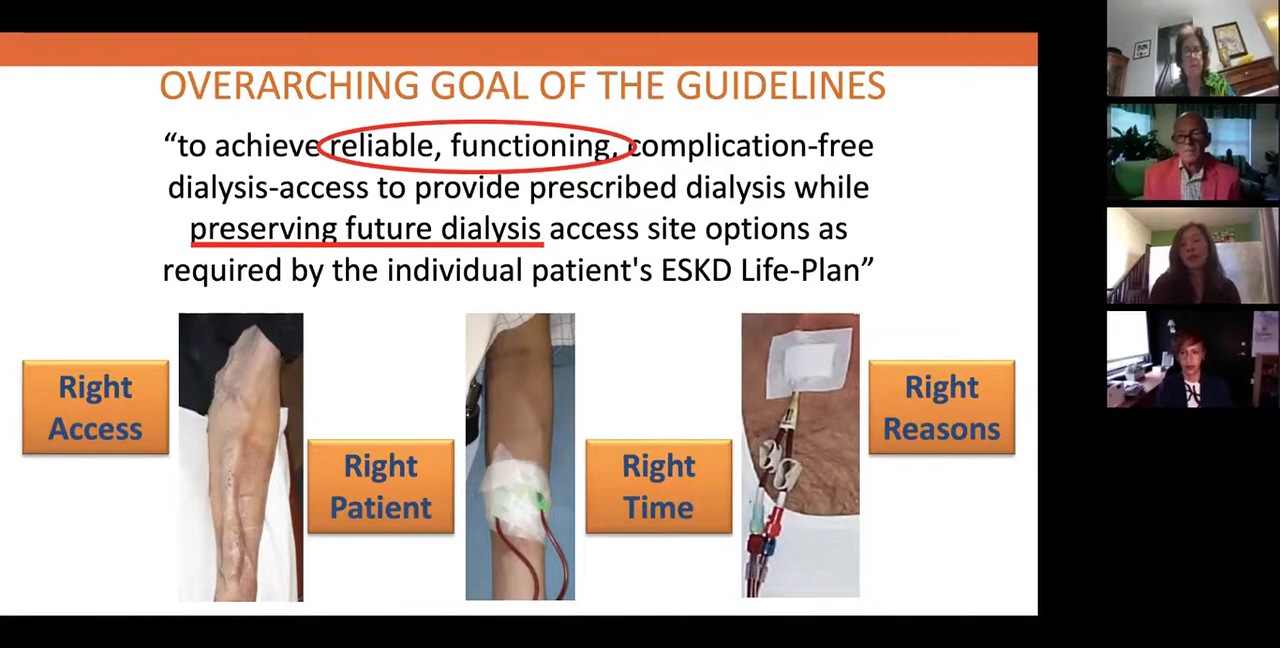 OVERARCHING GOAL OF THE GUIDELINES
“to achieve reliable, functioning, complication-free
dialysis-access to provide prescribed dialysis while
preserving future dialysis access site options as
required by the individual patient's ESKD Life-Plan”
Right
Access
Right
Patient
Right
Time
Right
Reasons